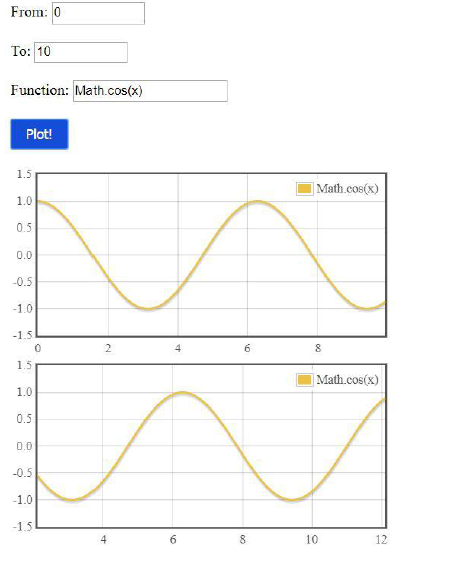 From: 0
To: 10
Function: Math.cos(x)
Plot!
1.5
1.0
0.5
0.0
-0.5
-1.0
-1.5
Math.cos(x)
0 2 4 6 8
1.5
1.0
0.5
0.0
-0.5
-1.0
-1.5
Math.cos(x)
4 6 8 10 12